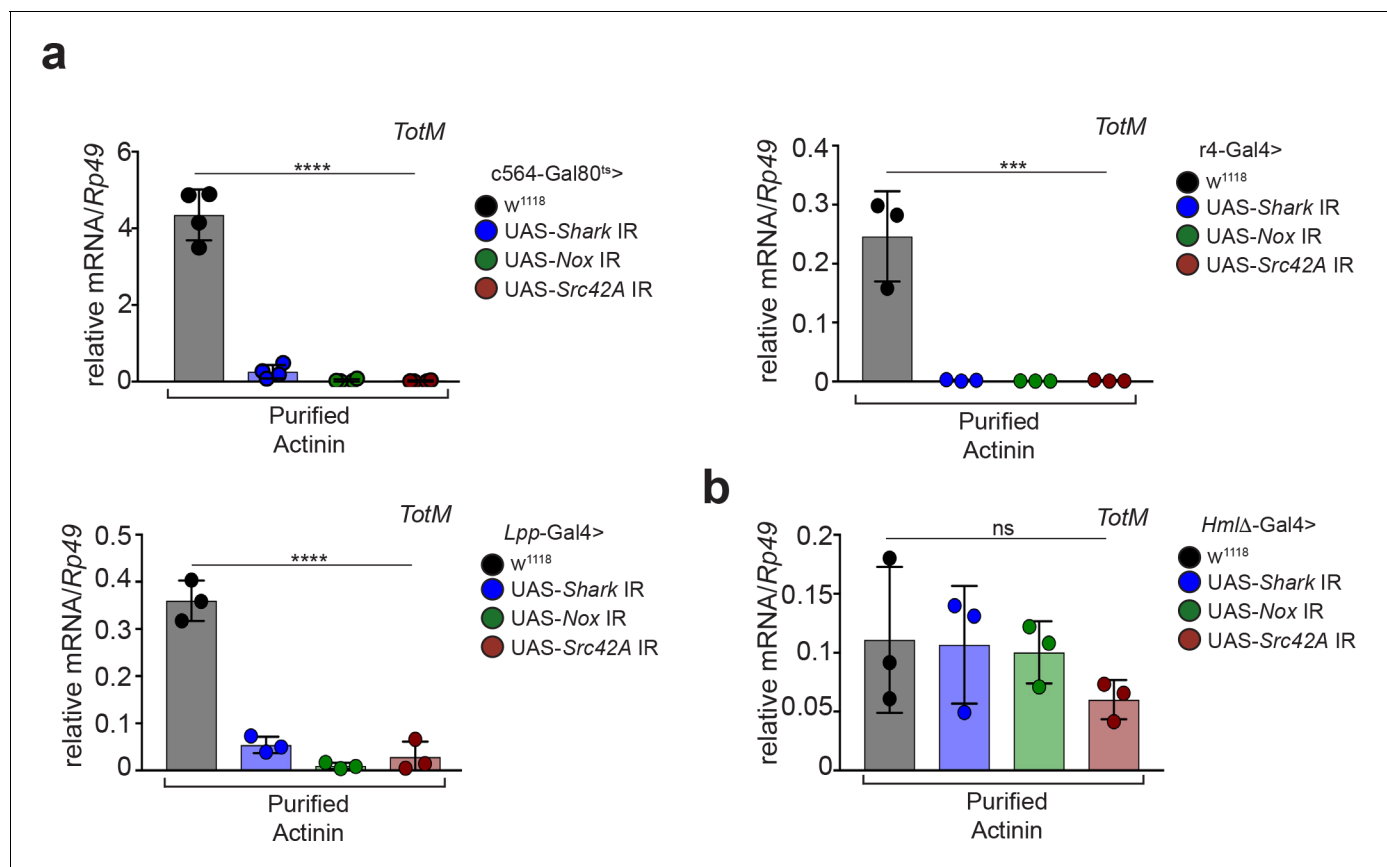 a
TotM
relative mRNA/Rp49
6
4
2
0
****
c564-Gal80ts>
w1118
UAS-Shark IR
UAS-Nox IR
UAS-Src42A IR
Purified
Actinin
TotM
relative mRNA/Rp49
0.4
0.3
0.2
0.1
0
***
r4-Gal4>
w1118
UAS-Shark IR
UAS-Nox IR
UAS-Src42A IR
Purified
Actinin
TotM
relative mRNA/Rp49
0.5
0.4
0.3
0.2
0.1
0
****
Lpp-Gal4>
w1118
UAS-Shark IR
UAS-Nox IR
UAS-Src42A IR
Purified
Actinin
b
TotM
relative mRNA/Rp49
0.2
0.15
0.1
0.05
0
ns
HmlΔ-Gal4>
w1118
UAS-Shark IR
UAS-Nox IR
UAS-Src42A IR
Purified
Actinin